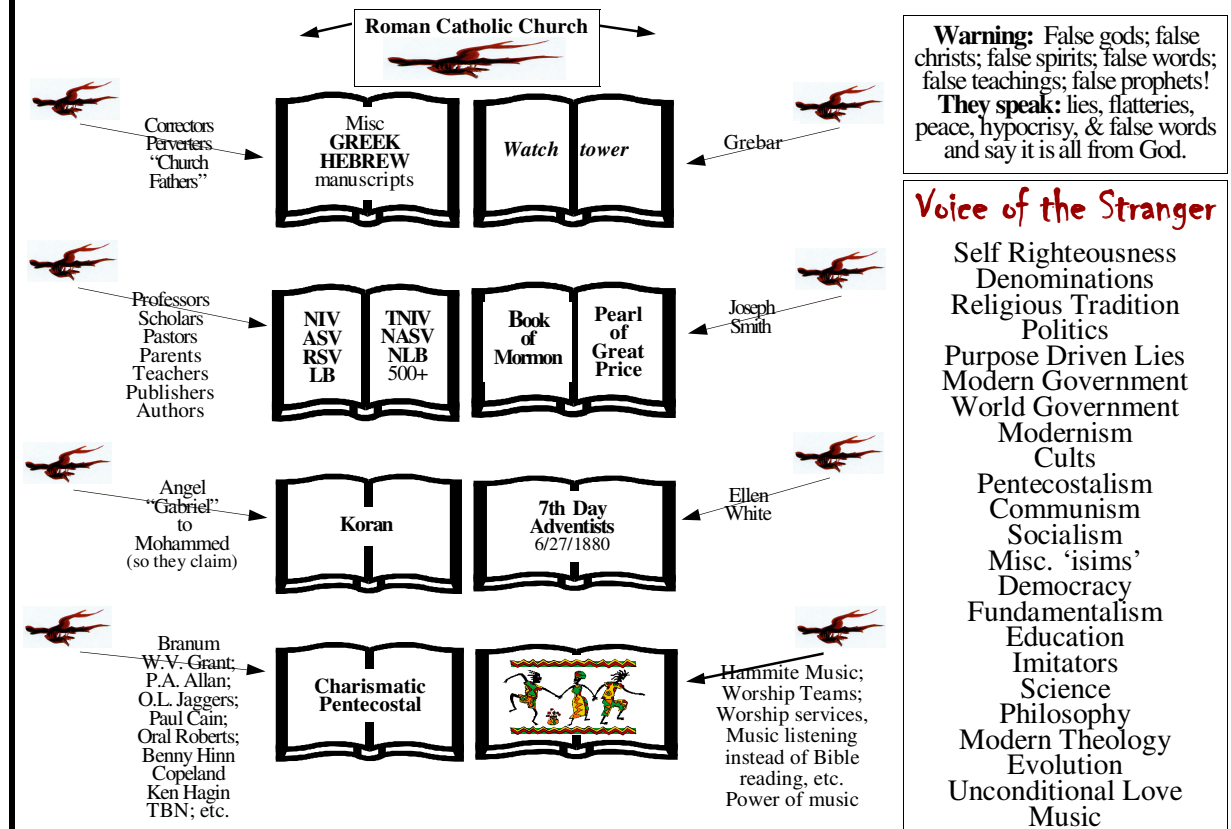 Roman Catholic Church
Correctors
Perverters
“Church
Fathers”
Misc
GREEK
HEBREW
manuscripts
Watch tower
Grebar
Professors
Scholars
Pastors
Parents
Teachers
Publishers
Authors
NIV
ASV
RSV
LB
TNIV
NASV
NLB
500+
Book
of
Mormon
Pearl
of
Great
Price
Joseph
Smith
Angel
“Gabriel”
to
Mohammed
(so they claim)
Koran
7th Day
Adventists
6/27/1880
Ellen
White
Branum
W.V. Grant;
P.A. Allan;
O.L. Jaggers;
Paul Cain;
Oral Roberts;
Benny Hinn
Copeland
Ken Hagin
TBN; etc.
Charismatic
Pentecostal
Hammite Music;
Worship Teams;
Worship services,
Music listening
instead of Bible
reading, etc.
Power of music
Warning: False gods; false
christs; false spirits; false words;
false teachings; false prophets!
They speak: lies, flatteries,
peace, hypocrisy, & false words
and say it is all from God.
Voice of the Stranger
Self Righteousness
Denominations
Religious Tradition
Politics
Purpose Driven Lies
Modern Government
World Government
Modernism
Cults
Pentecostalism
Communism
Socialism
Misc. ‘isims’
Democracy
Fundamentalism
Education
Imitators
Science
Philosophy
Modern Theology
Evolution
Unconditional Love
Music